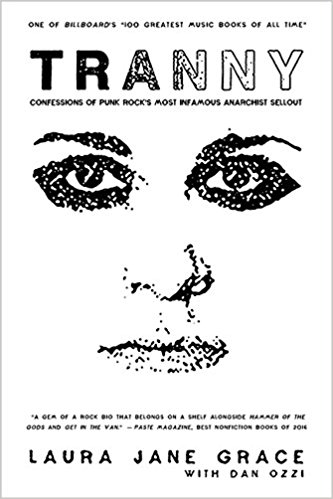 ONE OF BILLBOARD'S "100 GREATEST MUSIC BOOKS OF ALL TIME"
TRANNY
CONFESSIONS OF PUNK ROCK'S MOST INFAMOUS ANARCHIST SELLOUT
"A GEM OF A ROCK BIO THAT BELONGS ON A SHELF ALONGSIDE HAMMER OF THE
GODS AND GET IN THE VAN." — PASTE MAGAZINE, BEST NONFICTION BOOKS OF 2016
LAURA JANE GRACE
WITH DAN OZZI